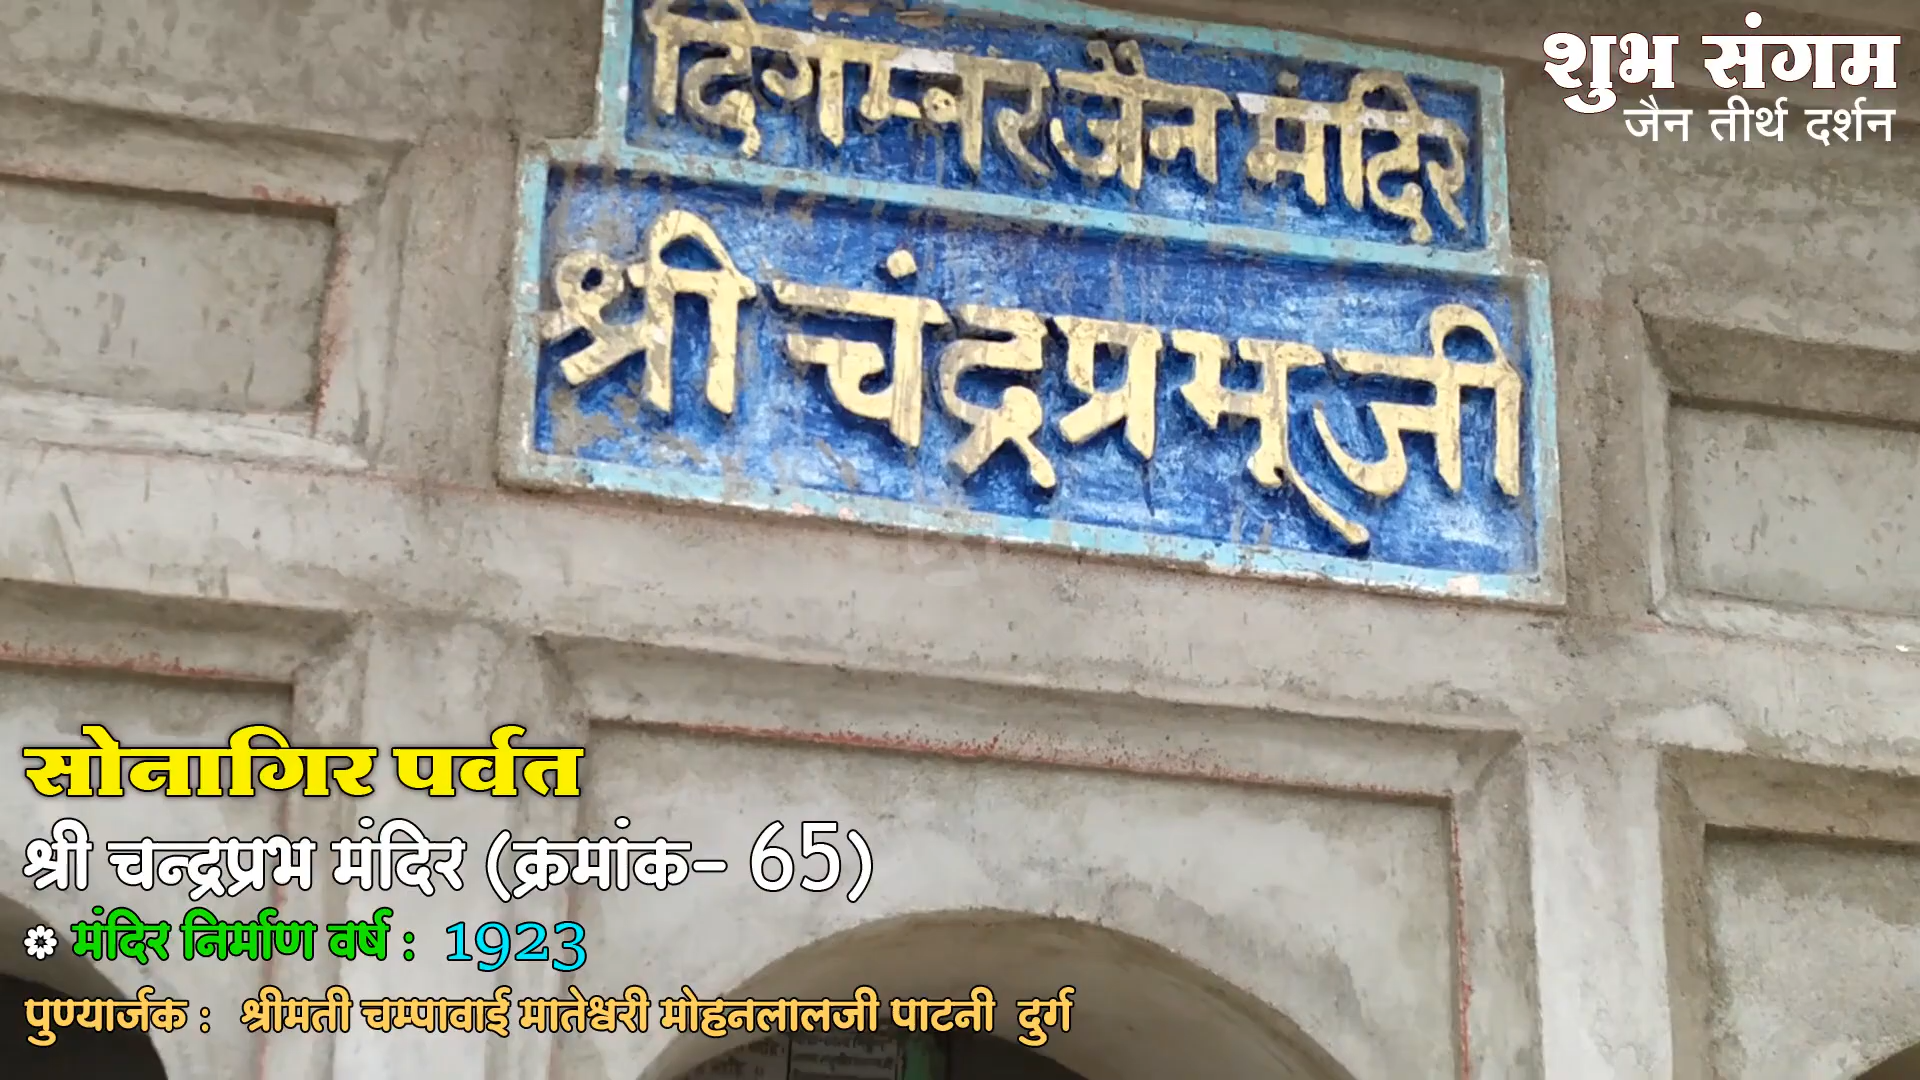 दिगम्बर जैन मंदिर
श्री चंद्रप्रभू जी
शुभ संगम
जैन तीर्थ दर्शन
सोनागिर पर्वत
श्री चन्द्रप्रभ मंदिर (क्रमांक- 65)
मंदिर निर्माण वर्ष : 1923
पुण्यार्जक : श्रीमती चम्पावाई मातेश्वरी मोहनलालजी पाटनी दुर्ग